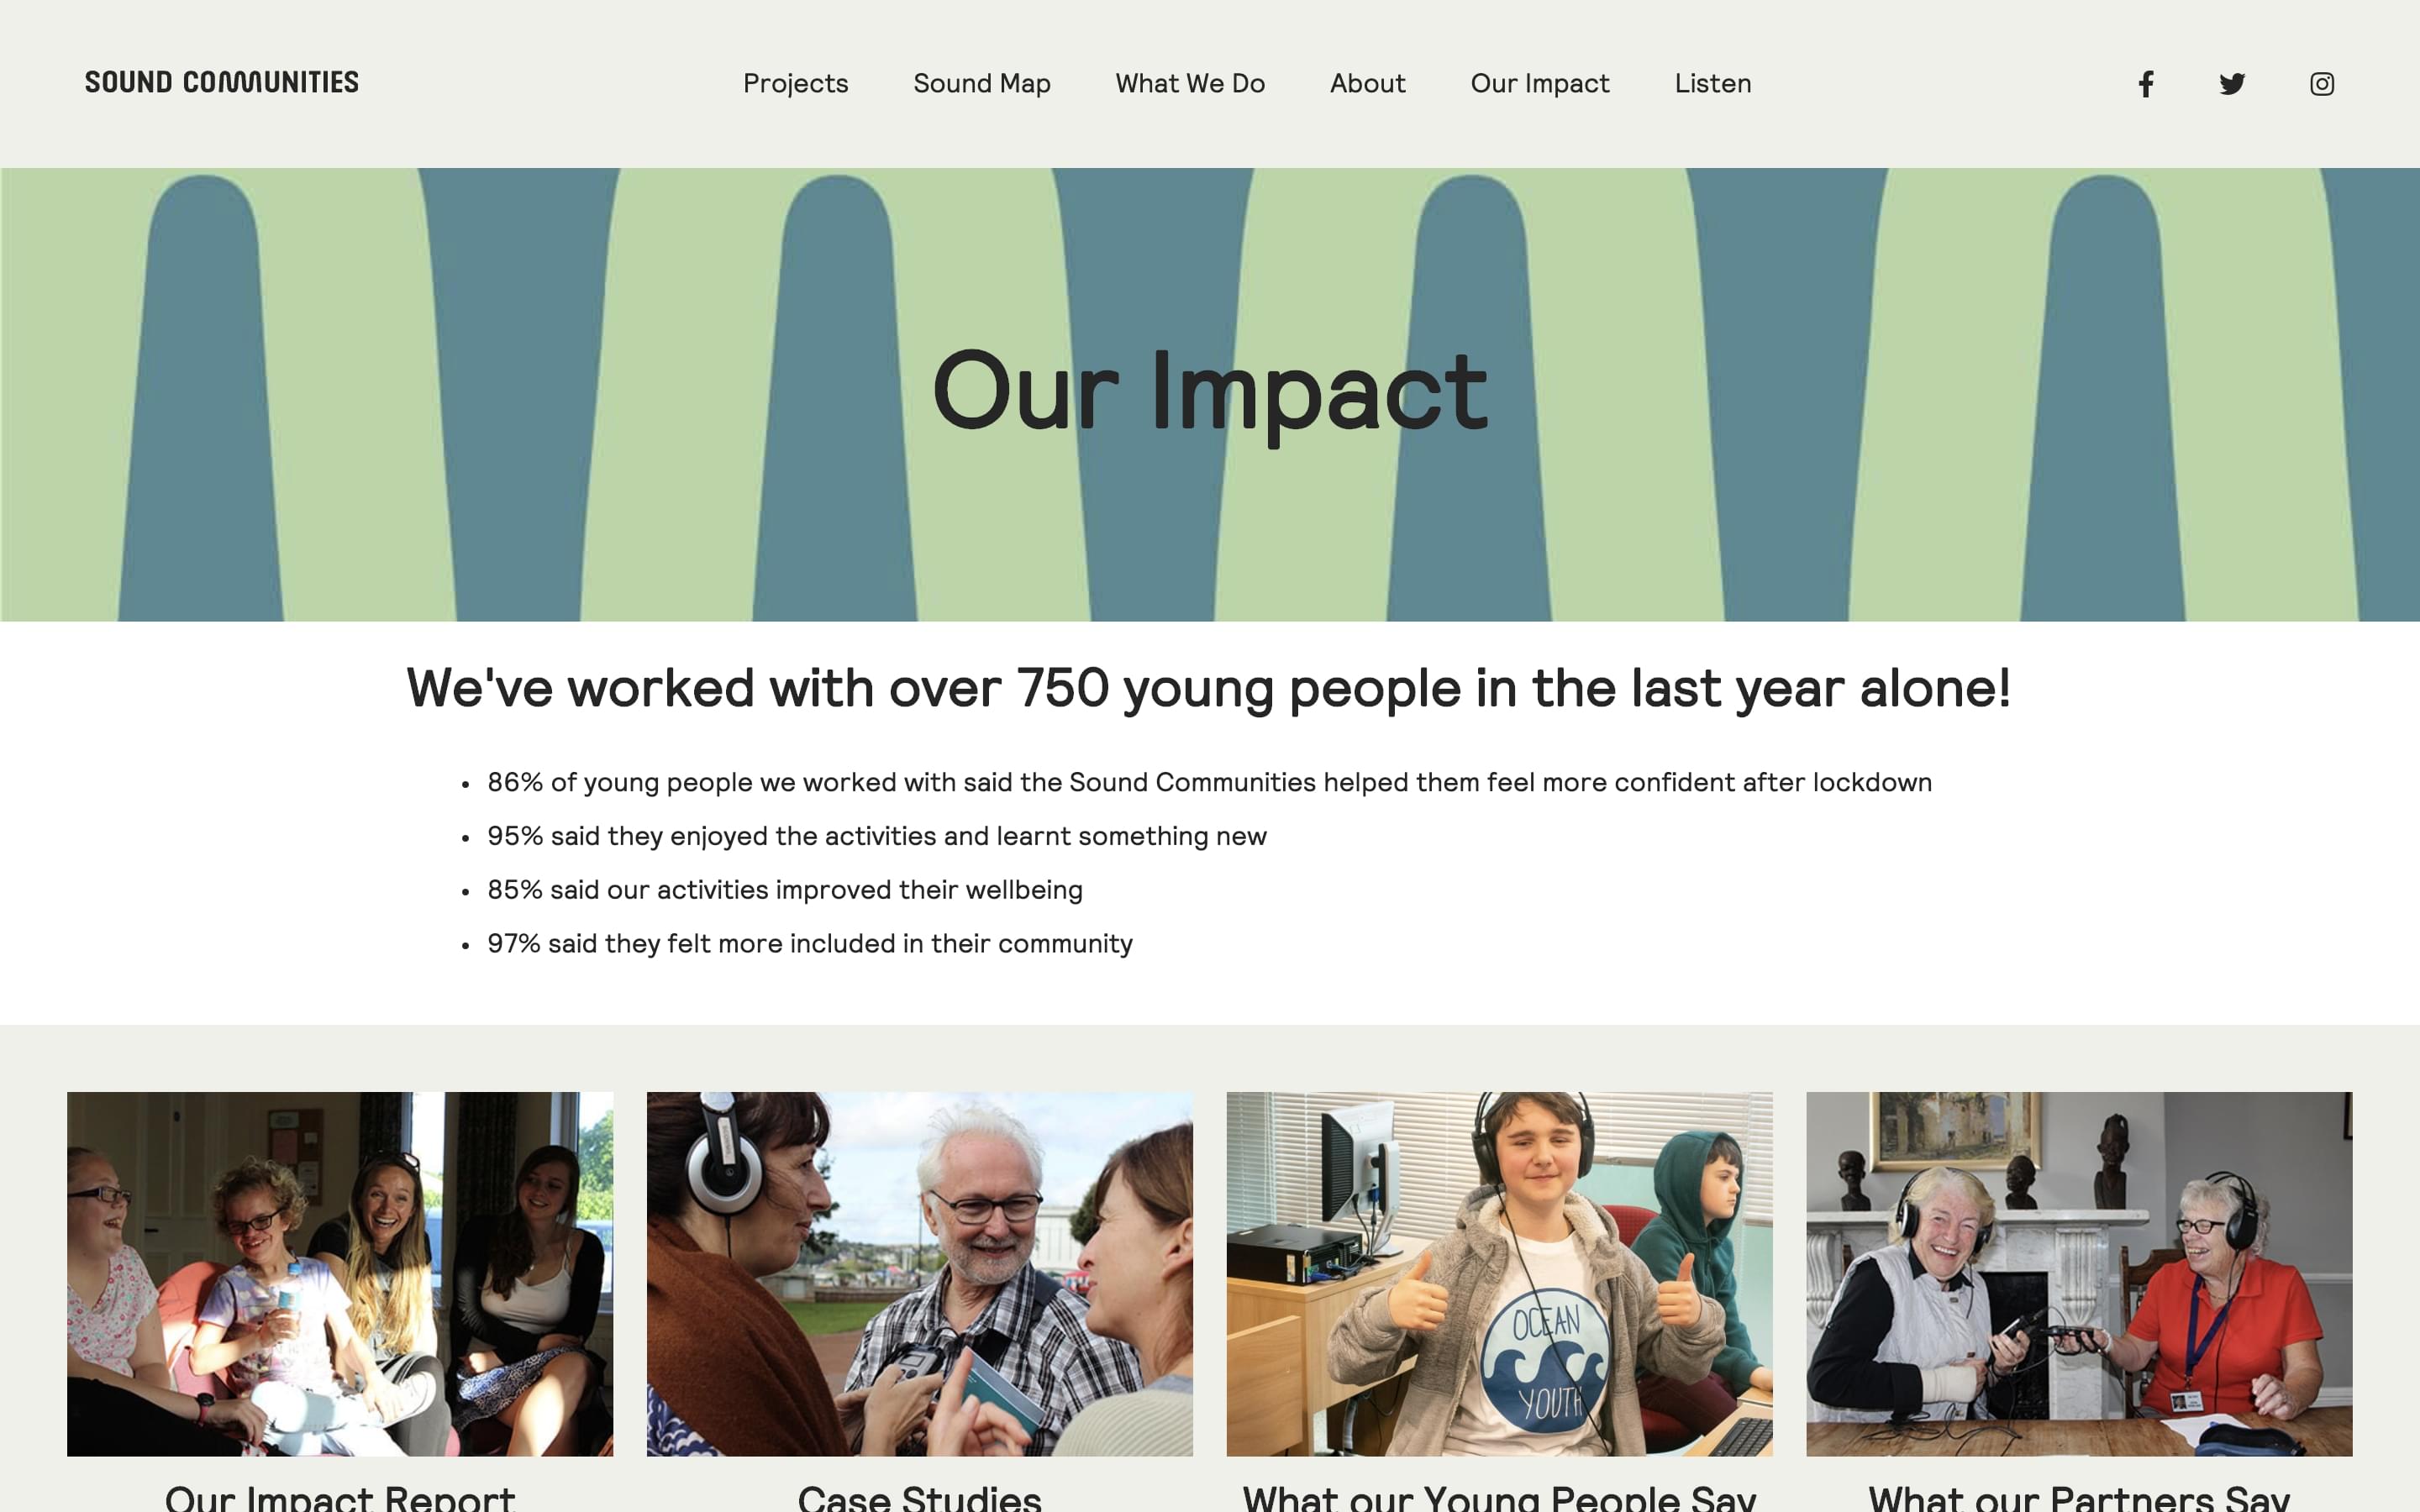 SOUND COMMUNITIES
Projects
Sound Map
What We Do
About
Our Impact
Listen
Our Impact
We've worked with over 750 young people in the last year alone!
• 86% of young people we worked with said the Sound Communities helped them feel more confident after lockdown
• 95% said they enjoyed the activities and learnt something new
• 85% said our activities improved their wellbeing
• 97% said they felt more included in their community
OCEAN
YOUTH
Our Impact Report
Case Studies
What our Young People Say
What our Partners Say